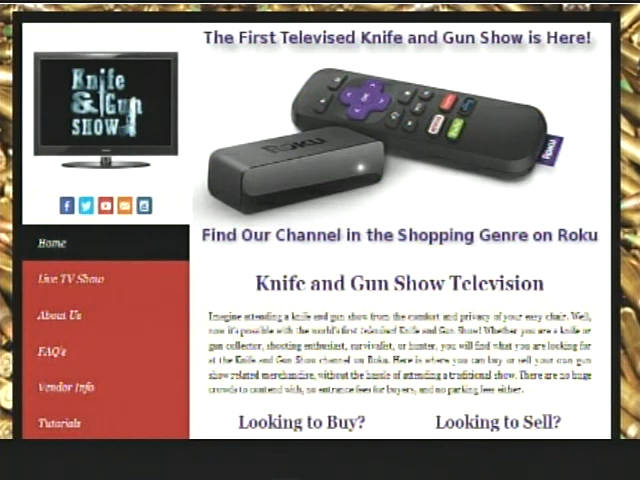 The First Televised Knife and Gun Show is Here!
Knife
& Gun
SHOW
Roku
Roku
Find Our Channel in the Shopping Genre on Roku
Home
Live TV Show
About Us
FAQ's
Vendor Info
Tutorials
Knife and Gun Show Television
Imagine attending a knife and gun show from the comfort and privacy of your easy chair. Well,
now it's possible with the world's first televised Knife and Gun Show! Whether you are a knife or
gun collector, shooting enthusiast, survivalist, or hunter, you will find what you are looking for
at the Knife and Gun Show channel on Roku. Here is where you can buy or sell your own gun
show related merchandise, without the hassle of attending a traditional show. There are no huge
crowds to contend with, no entrance fees for buyers, and no parking fees either.
Looking to Buy?
Looking to Sell?